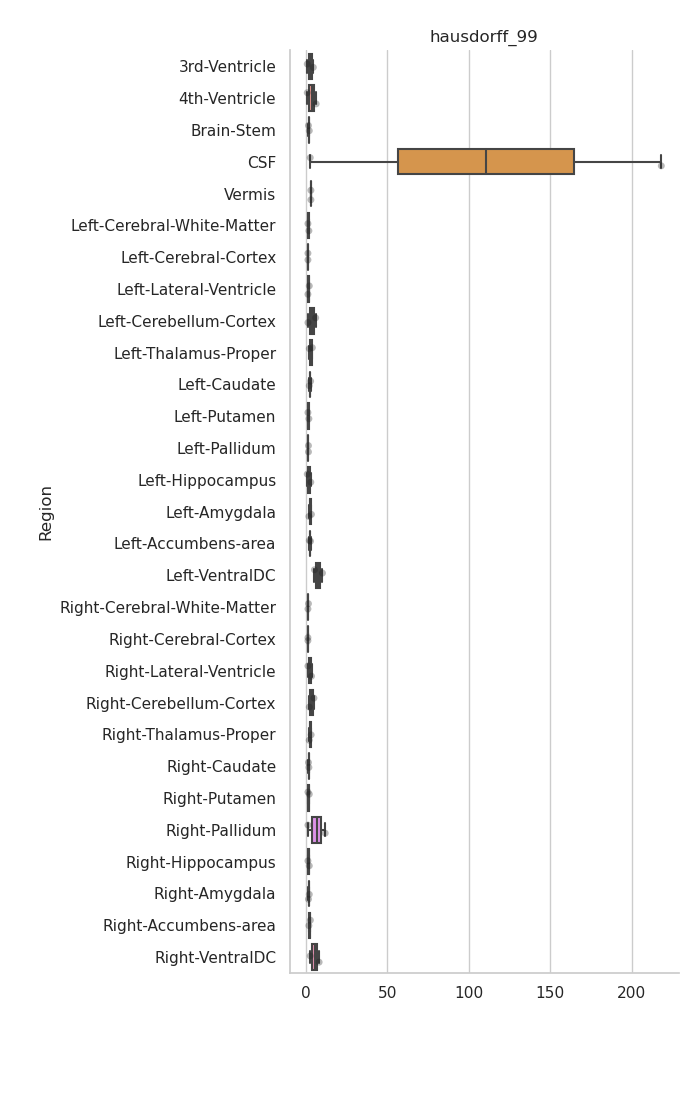 hausdorff_99
3rd-Ventricle
4th-Ventricle
Brain-Stem
CSF
Vermis
Left-Cerebral-White-Matter
Left-Cerebral-Cortex
Left-Lateral-Ventricle
Left-Cerebellum-Cortex
Left-Thalamus-Proper
Left-Caudate
Left-Putamen
Left-Pallidum
Left-Hippocampus
Left-Amygdala
Left-Accumbens-area
Left-VentralDC
Right-Cerebral-White-Matter
Right-Cerebral-Cortex
Right-Lateral-Ventricle
Right-Cerebellum-Cortex
Right-Thalamus-Proper
Right-Caudate
Right-Putamen
Right-Pallidum
Right-Hippocampus
Right-Amygdala
Right-Accumbens-area
Right-VentralDC
Region
0 50 100 150 200